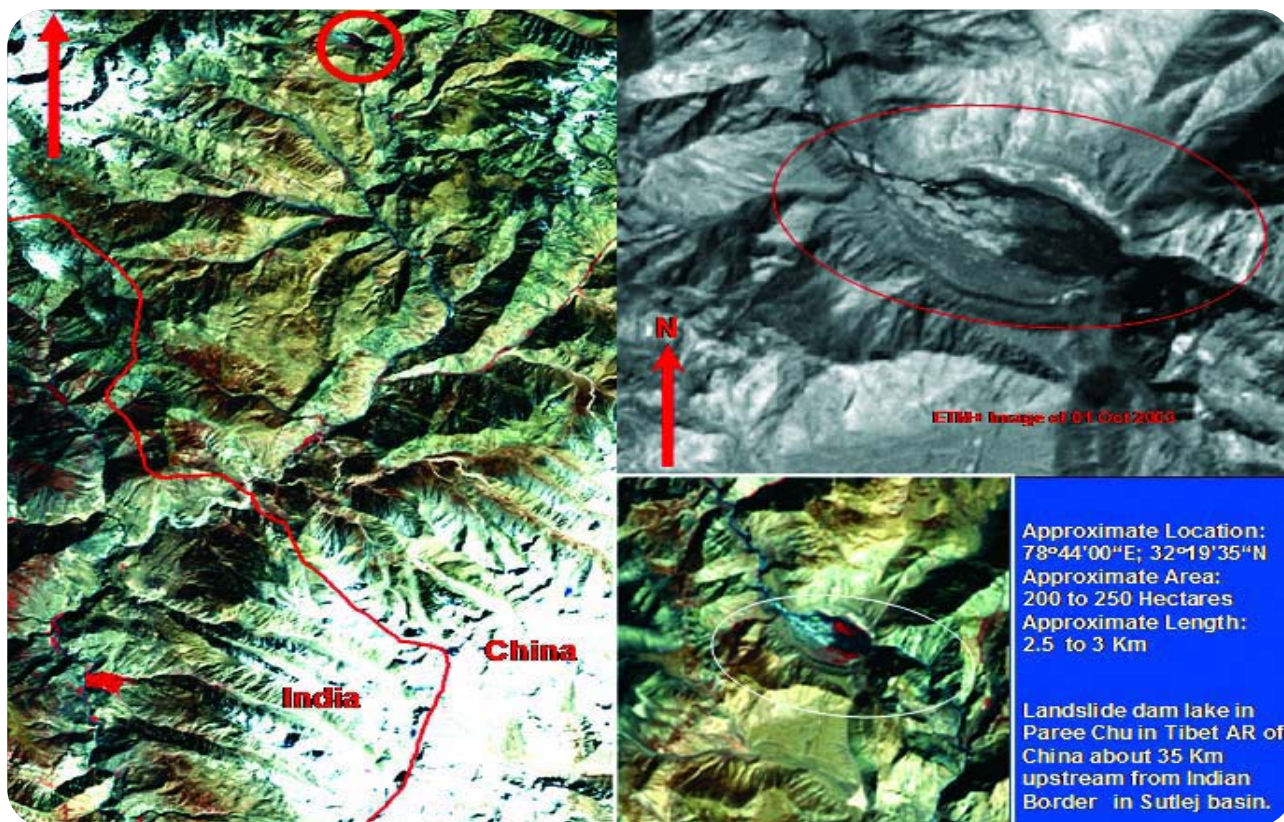 China
India
N
ETM+ Image of 01 Oct 2000
Approximate Location:
78º44'00"E; 32º19'35"N
Approximate Area:
200 to 250 Hectares
Approximate Length:
2.5 to 3 Km
Landslide dam lake in
Paree Chu in Tibet AR of
China about 35 Km
upstream from Indian
Border in Sutlej basin.